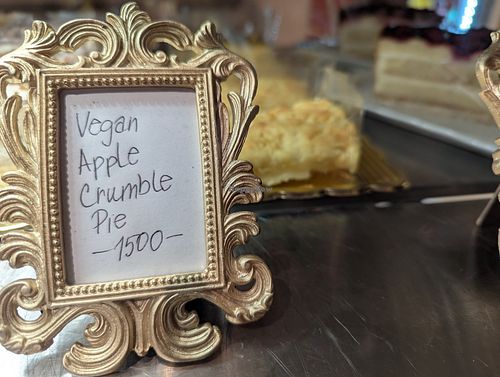 Vegan
Apple
Crumble
Pie
-1500-